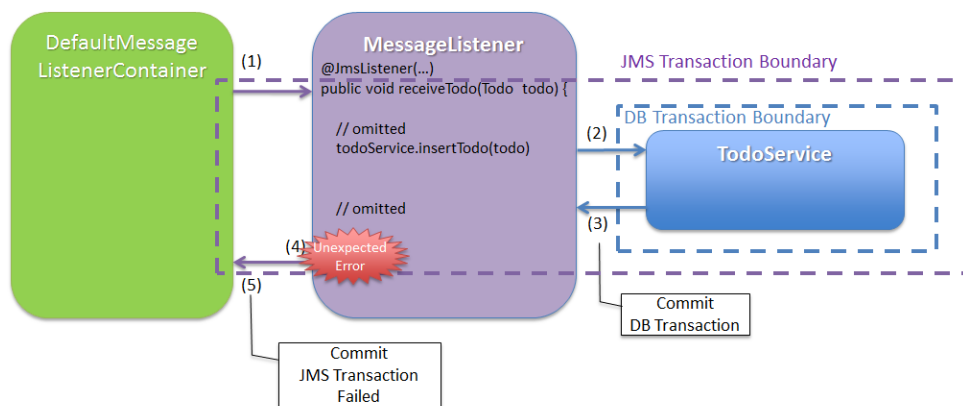 DefaultMessage
ListenerContainer
(1)
MessageListener
@JmsListener(...)
public void receiveTodo(Todo todo) {
// omitted
todoService.insertTodo(todo)
// omitted
JMS Transaction Boundary
DB Transaction Boundary
(2)
TodoService
(3)
(4)
Unexpected
Error
(5)
Commit
DB Transaction
Commit
JMS Transaction
Failed